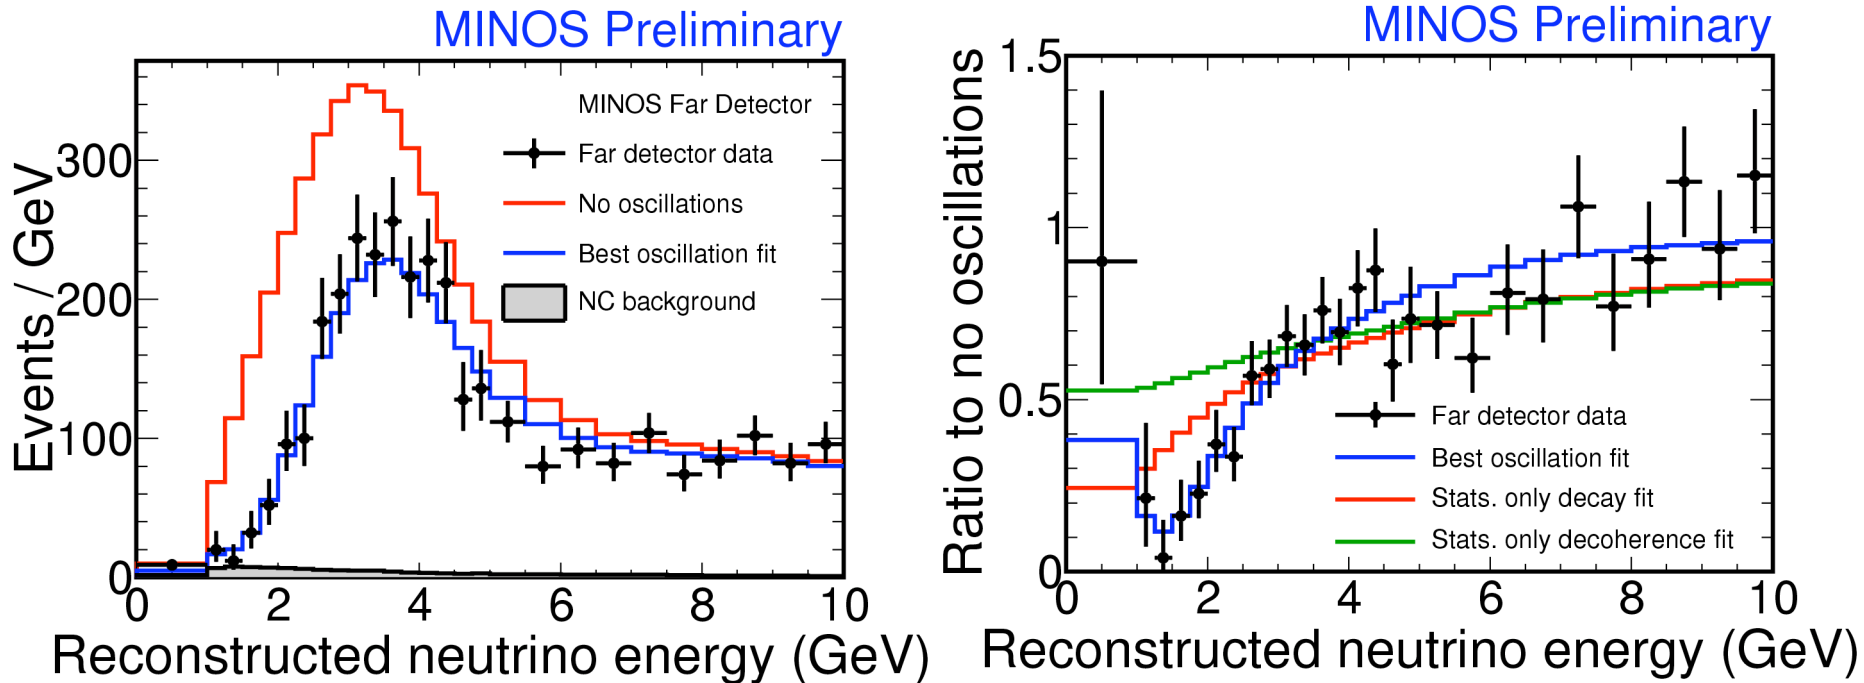 MINOS Preliminary
Events / GeV
300
200
100
0
MINOS Far Detector
Far detector data
No oscillations
Best oscillation fit
NC background
0 2 4 6 8 10
Reconstructed neutrino energy (GeV)
MINOS Preliminary
Ratio to no oscillations
1.5
1
0.5
0
Far detector data
Best oscillation fit
Stats. only decay fit
Stats. only decoherence fit
0 2 4 6 8 10
Reconstructed neutrino energy (GeV)